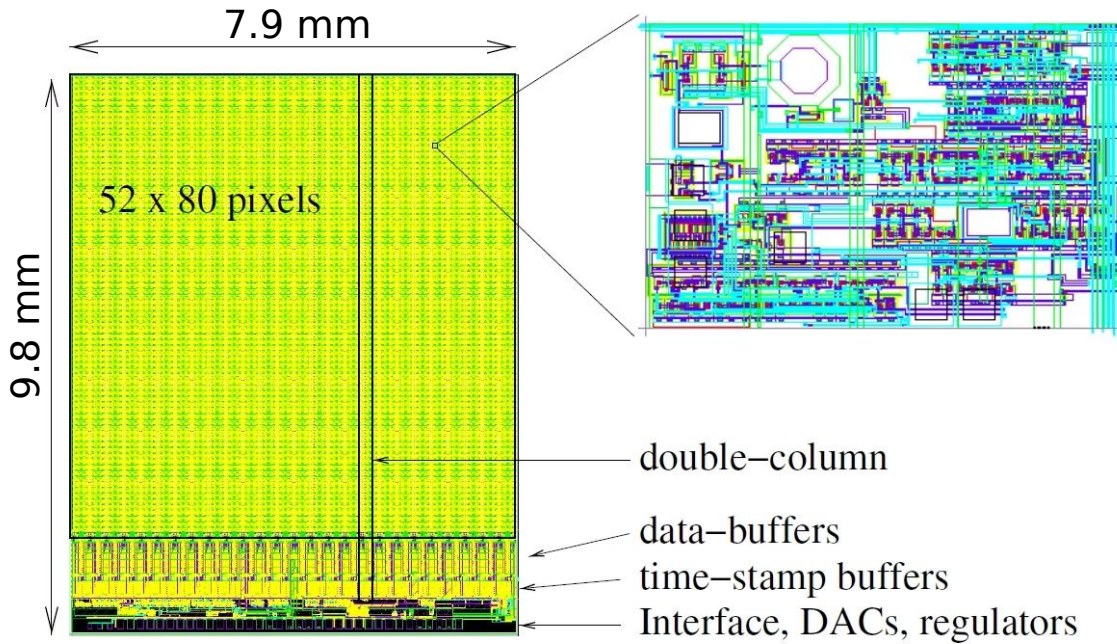 7.9 mm
9.8 mm
52 x 80 pixels
double-column
data-buffers
time-stamp buffers
Interface, DACs, regulators